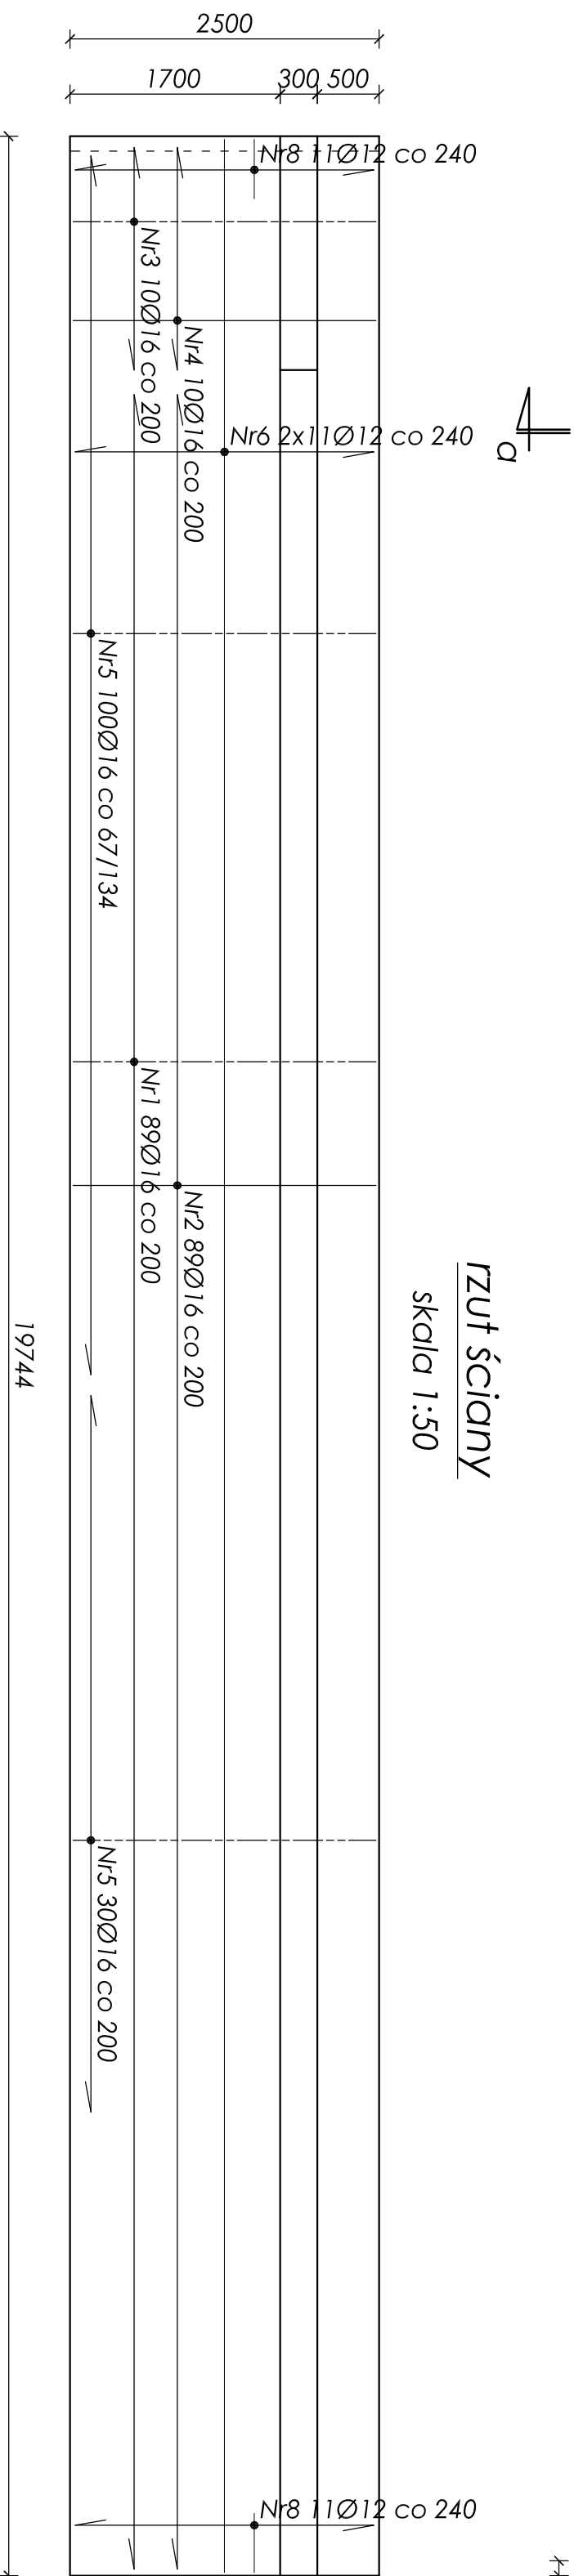 2500
1700
300
500
Nr8 11Ø12 co 240
Nr3 10Ø16 co 200
Nr4 10Ø16 co 200
Nr6 2x11Ø12 co 240
a
Nr5 100Ø16 co 67/134
Nr1 89Ø16 co 200
Nr2 89Ø16 co 200
rzut ściany
skala 1:50
19744
Nr5 30Ø16 co 200
Nr8 11Ø12 co 240